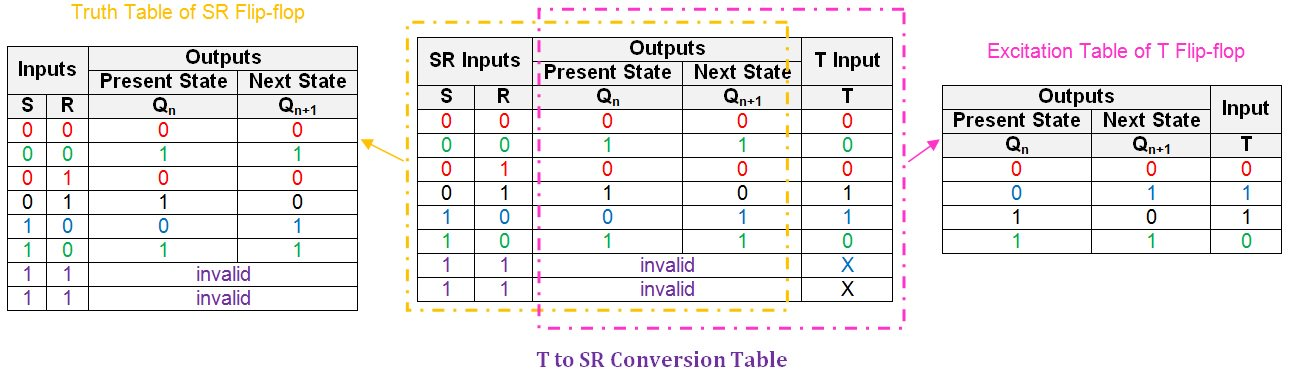 Truth Table of SR Flip-flop
Inputs Outputs
Present State Next State
S R Qn Qn+1
0 0 0 0
0 0 1 1
0 1 0 0
0 1 1 0
1 0 0 1
1 0 1 1
1 1 invalid
1 1 invalid
SR Inputs Outputs T Input
Present State Next State
S R Qn Qn+1 T
0 0 0 0 0
0 0 1 1 0
0 1 0 0 0
0 1 1 0 1
1 0 0 1 1
1 0 1 1 0
1 1 invalid X
1 1 invalid X
Excitation Table of T Flip-flop
Outputs Input
Present State Next State
Qn Qn+1 T
0 0 0
0 1 1
1 0 1
1 1 0
T to SR Conversion Table